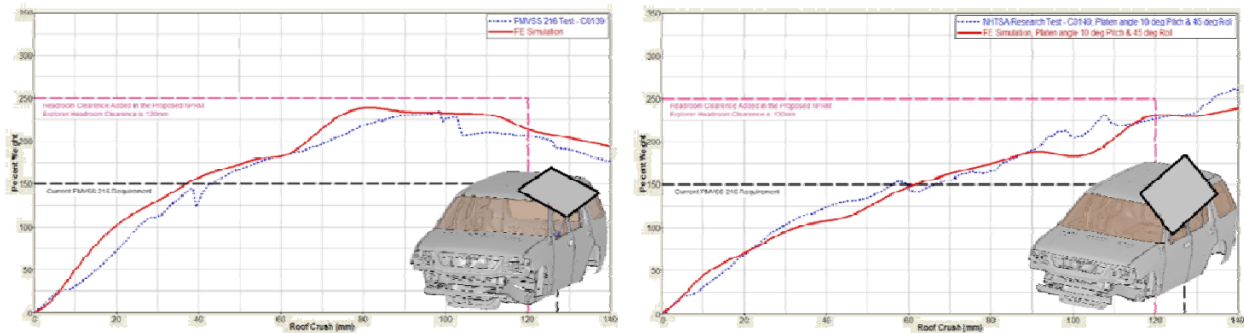 FMVSS 216 Test - C0139
FE Simulation
300
250
200
150
100
50
0
Percent Weight
Headroom Clearance Added in the Proposed NPRM
Explorer Headroom Clearance is 120mm
Current FMVSS 216 Requirement
0 20 40 60 80 100 120 140
Roof Crush (mm)
NHTSA Research Test - C0140, Platen angle 10 deg Pitch & 45 deg Roll
FE Simulation, Platen angle 10 deg Pitch & 45 deg Roll
300
250
200
150
100
50
0
Percent Weight
Headroom Clearance Added in the Proposed NPRM
Explorer Headroom Clearance is 120mm
Current FMVSS 216 Requirement
0 20 40 60 80 100 120 140
Roof Crush (mm)